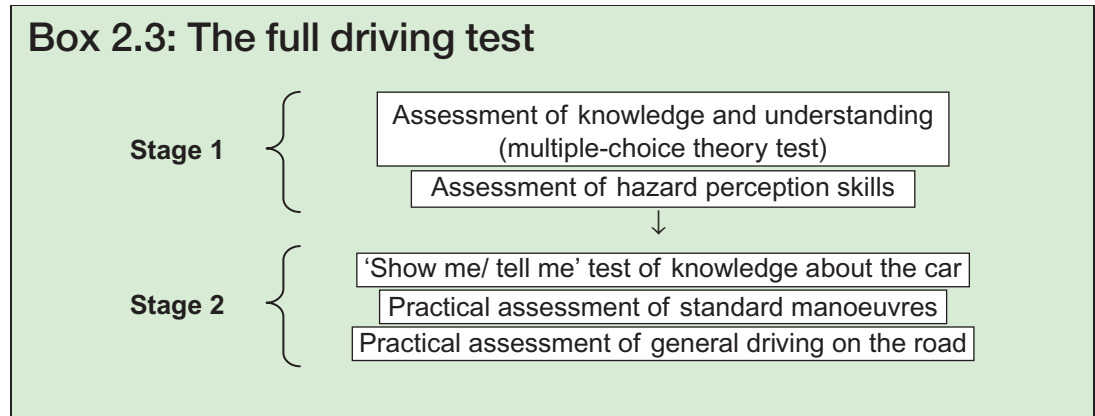 Box 2.3: The full driving test
Stage 1
Assessment of knowledge and understanding
(multiple-choice theory test)
Assessment of hazard perception skills
↓
Stage 2
‘Show me/ tell me’ test of knowledge about the car
Practical assessment of standard manoeuvres
Practical assessment of general driving on the road